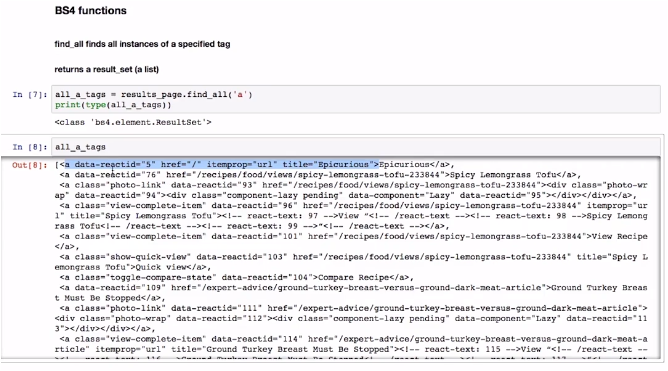 BS4 functions
find_all finds all instances of a specified tag
returns a result_set (a list)
In [7]: all_a_tags = results_page.find_all('a')
print(type(all_a_tags))
<class 'bs4.element.ResultSet'>
In [8]: all_a_tags
Out[8]: [<a data-reactid="5" href="/" itemprop="url" title="Epicurious">Epicurious</a>,
<a data-reactid="76" href="/recipes/food/views/spicy-lemongrass-tofu-233844">Spicy Lemongrass Tofu</a>,
<a class="photo-link" data-reactid="93" href="/recipes/food/views/spicy-lemongrass-tofu-233844"><div class="photo-wr
ap" data-reactid="94"><div class="component-lazy pending" data-component="Lazy" data-reactid="95"></div></div></a>,
<a class="view-complete-item" data-reactid="96" href="/recipes/food/views/spicy-lemongrass-tofu-233844" itemprop="ur
l" title="Spicy Lemongrass Tofu"><!-- react-text: 97 -->View "<!-- /react-text --><!-- react-text: 98 -->Spicy Lemong
rass Tofu<!-- /react-text --><!-- react-text: 99 -->"<!-- /react-text --></a>,
<a class="view-complete-item" data-reactid="101" href="/recipes/food/views/spicy-lemongrass-tofu-233844">View Recipe
</a>,
<a class="show-quick-view" data-reactid="103" href="/recipes/food/views/spicy-lemongrass-tofu-233844" title="Spicy L
emongrass Tofu">Quick view</a>,
<a class="toggle-compare-state" data-reactid="104">Compare Recipe</a>,
<a data-reactid="109" href="/expert-advice/ground-turkey-breast-versus-ground-dark-meat-article">Ground Turkey Breas
t Must Be Stopped</a>,
<a class="photo-link" data-reactid="111" href="/expert-advice/ground-turkey-breast-versus-ground-dark-meat-article">
<div class="photo-wrap" data-reactid="112"><div class="component-lazy pending" data-component="Lazy" data-reactid="11
3"></div></div></a>,
<a class="view-complete-item" data-reactid="114" href="/expert-advice/ground-turkey-breast-versus-ground-dark-meat-a
rticle" itemprop="url" title="Ground Turkey Breast Must Be Stopped"><!-- react-text: 115 -->View "<!-- /react-text --